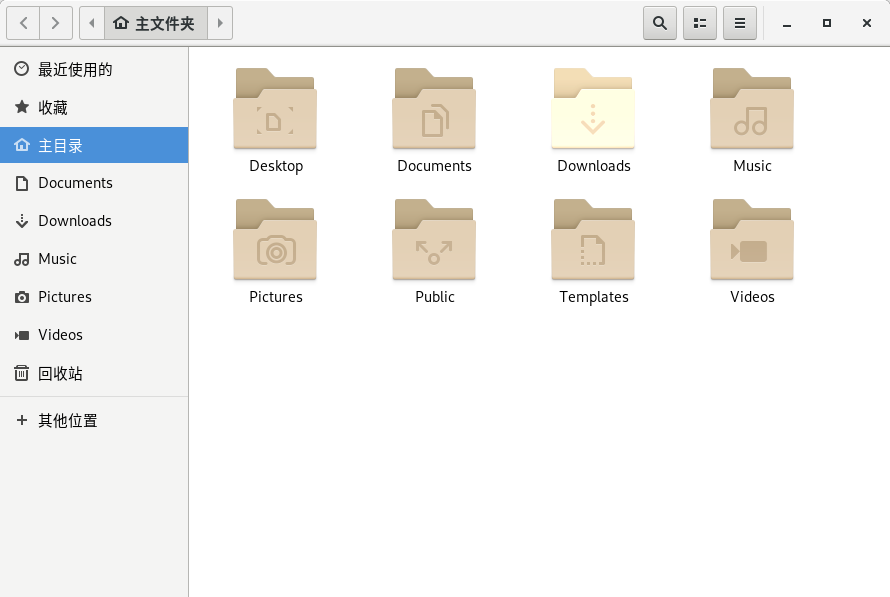 主文件夹
最近使用的
收藏
主目录
Documents
Downloads
Music
Pictures
Videos
回收站
其他位置
Desktop
Documents
Downloads
Music
Pictures
Public
Templates
Videos